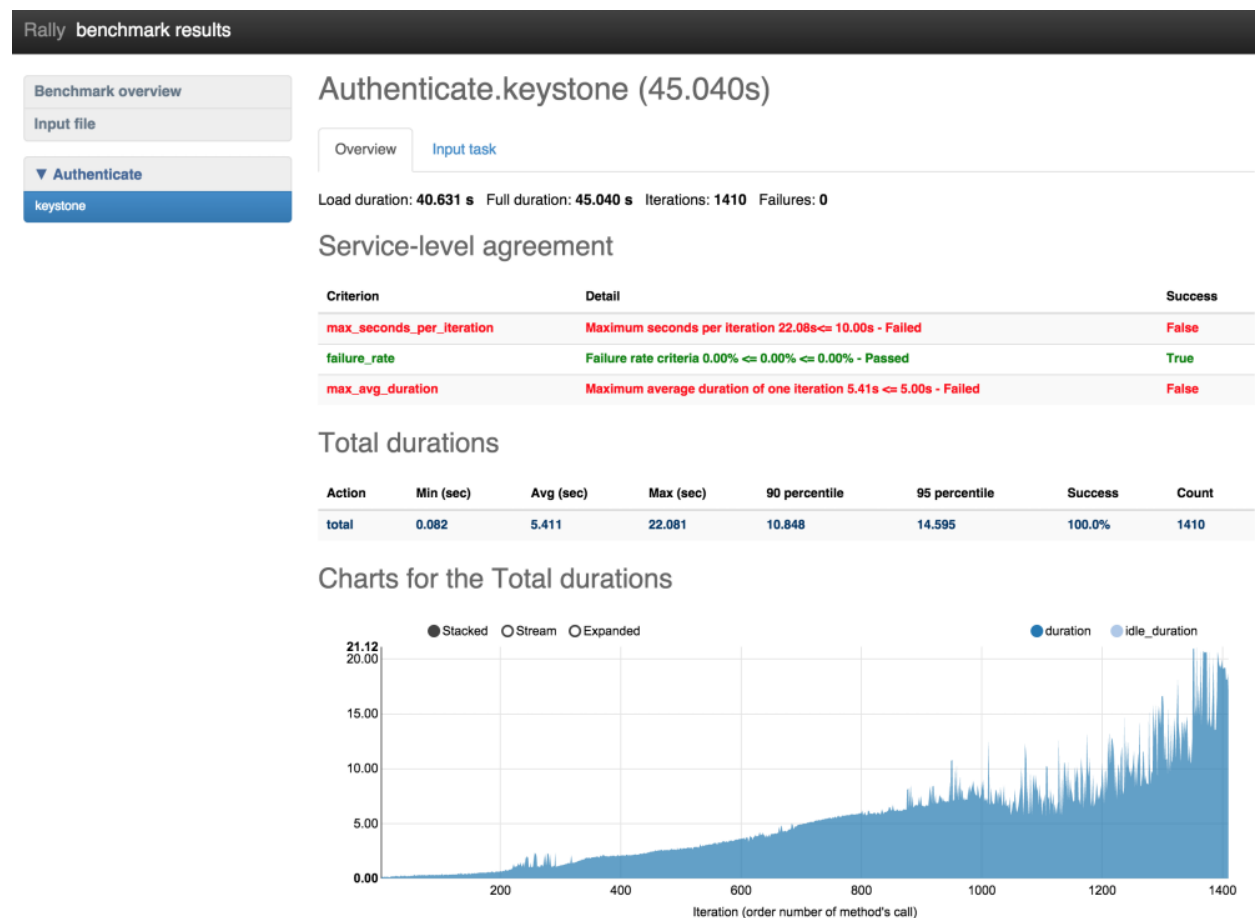 Rally benchmark results
Benchmark overview
Input file
▼ Authenticate
keystone
Authenticate.keystone (45.040s)
Overview Input task
Load duration: 40.631 s Full duration: 45.040 s Iterations: 1410 Failures: 0
Service-level agreement
Criterion Detail Success
max_seconds_per_iteration Maximum seconds per iteration 22.08s<= 10.00s - Failed False
failure_rate Failure rate criteria 0.00% <= 0.00% <= 0.00% - Passed True
max_avg_duration Maximum average duration of one iteration 5.41s <= 5.00s - Failed False
Total durations
Action Min (sec) Avg (sec) Max (sec) 90 percentile 95 percentile Success Count
total 0.082 5.411 22.081 10.848 14.595 100.0% 1410
Charts for the Total durations
Stacked Stream Expanded duration idle_duration
21.12
20.00
15.00
10.00
5.00
0.00
200 400 600 800 1000 1200 1400
Iteration (order number of method's call)